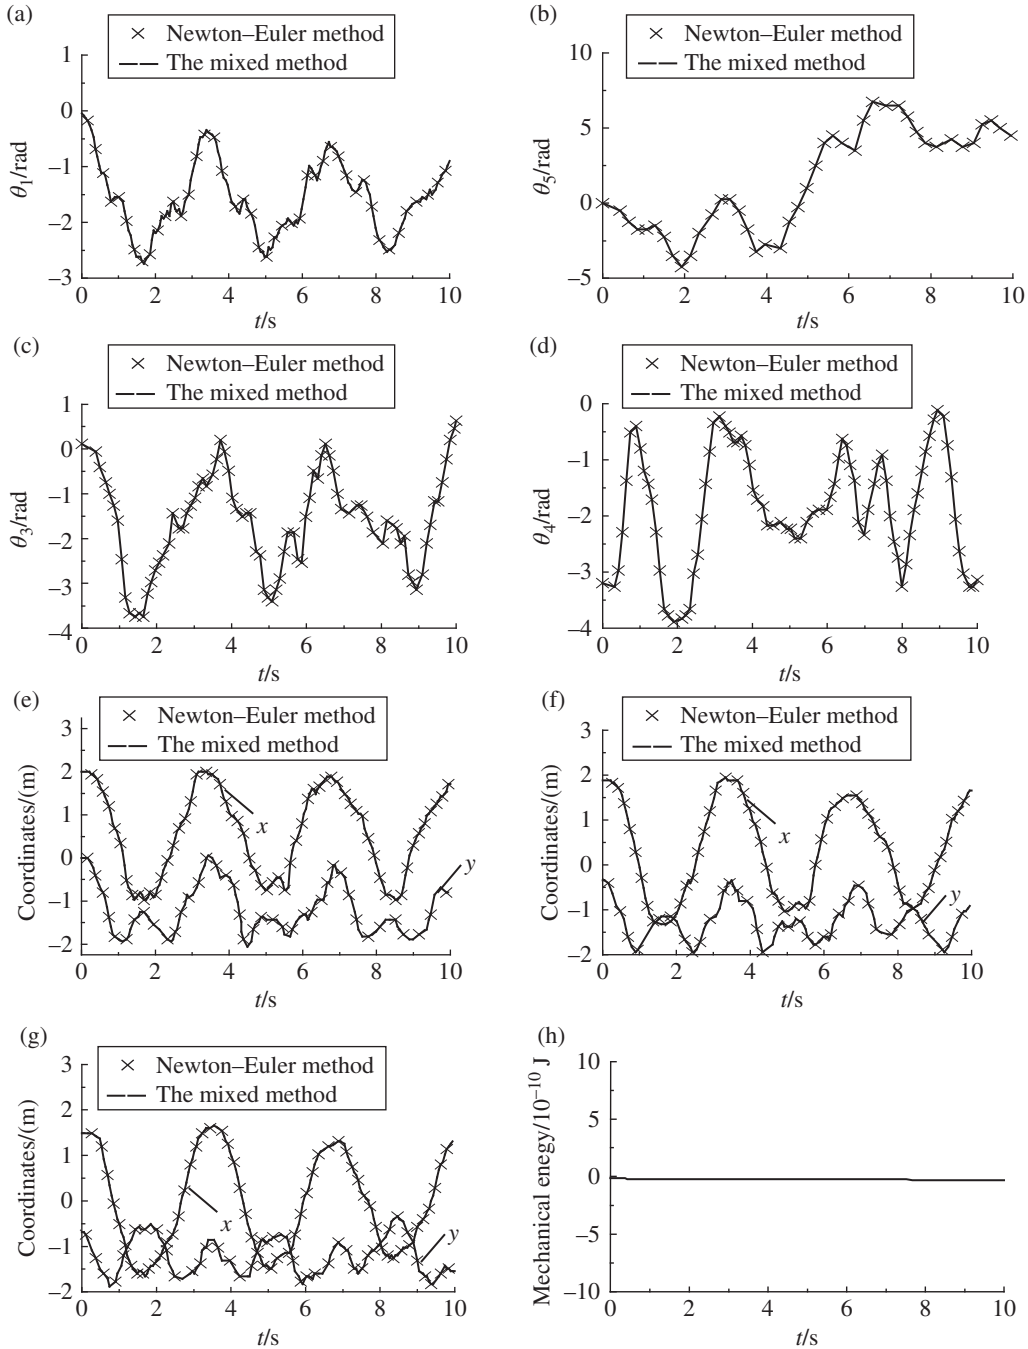 (a)
Newton–Euler method
The mixed method
1
0
–1
–2
–3
θ1/rad
0 2 4 6 8 10
t/s
(b)
Newton–Euler method
The mixed method
10
5
0
–5
θ5/rad
0 2 4 6 8 10
t/s
(c)
Newton–Euler method
The mixed method
1
0
–1
–2
–3
–4
θ3/rad
0 2 4 6 8 10
t/s
(d)
Newton–Euler method
The mixed method
0
–1
–2
–3
–4
θ4/rad
0 2 4 6 8 10
t/s
(e)
Newton–Euler method
The mixed method
3
2
1
0
–1
–2
Coordinates/(m)
x
y
0 2 4 6 8 10
t/s
(f)
Newton–Euler method
The mixed method
3
2
1
0
–1
–2
Coordinates/(m)
x
y
0 2 4 6 8 10
t/s
(g)
Newton–Euler method
The mixed method
3
2
1
0
–1
–2
Coordinates/(m)
x
y
0 2 4 6 8 10
t/s
(h)
10
5
0
–5
–10
Mechanical energy/10⁻¹⁰ J
0 2 4 6 8 10
t/s